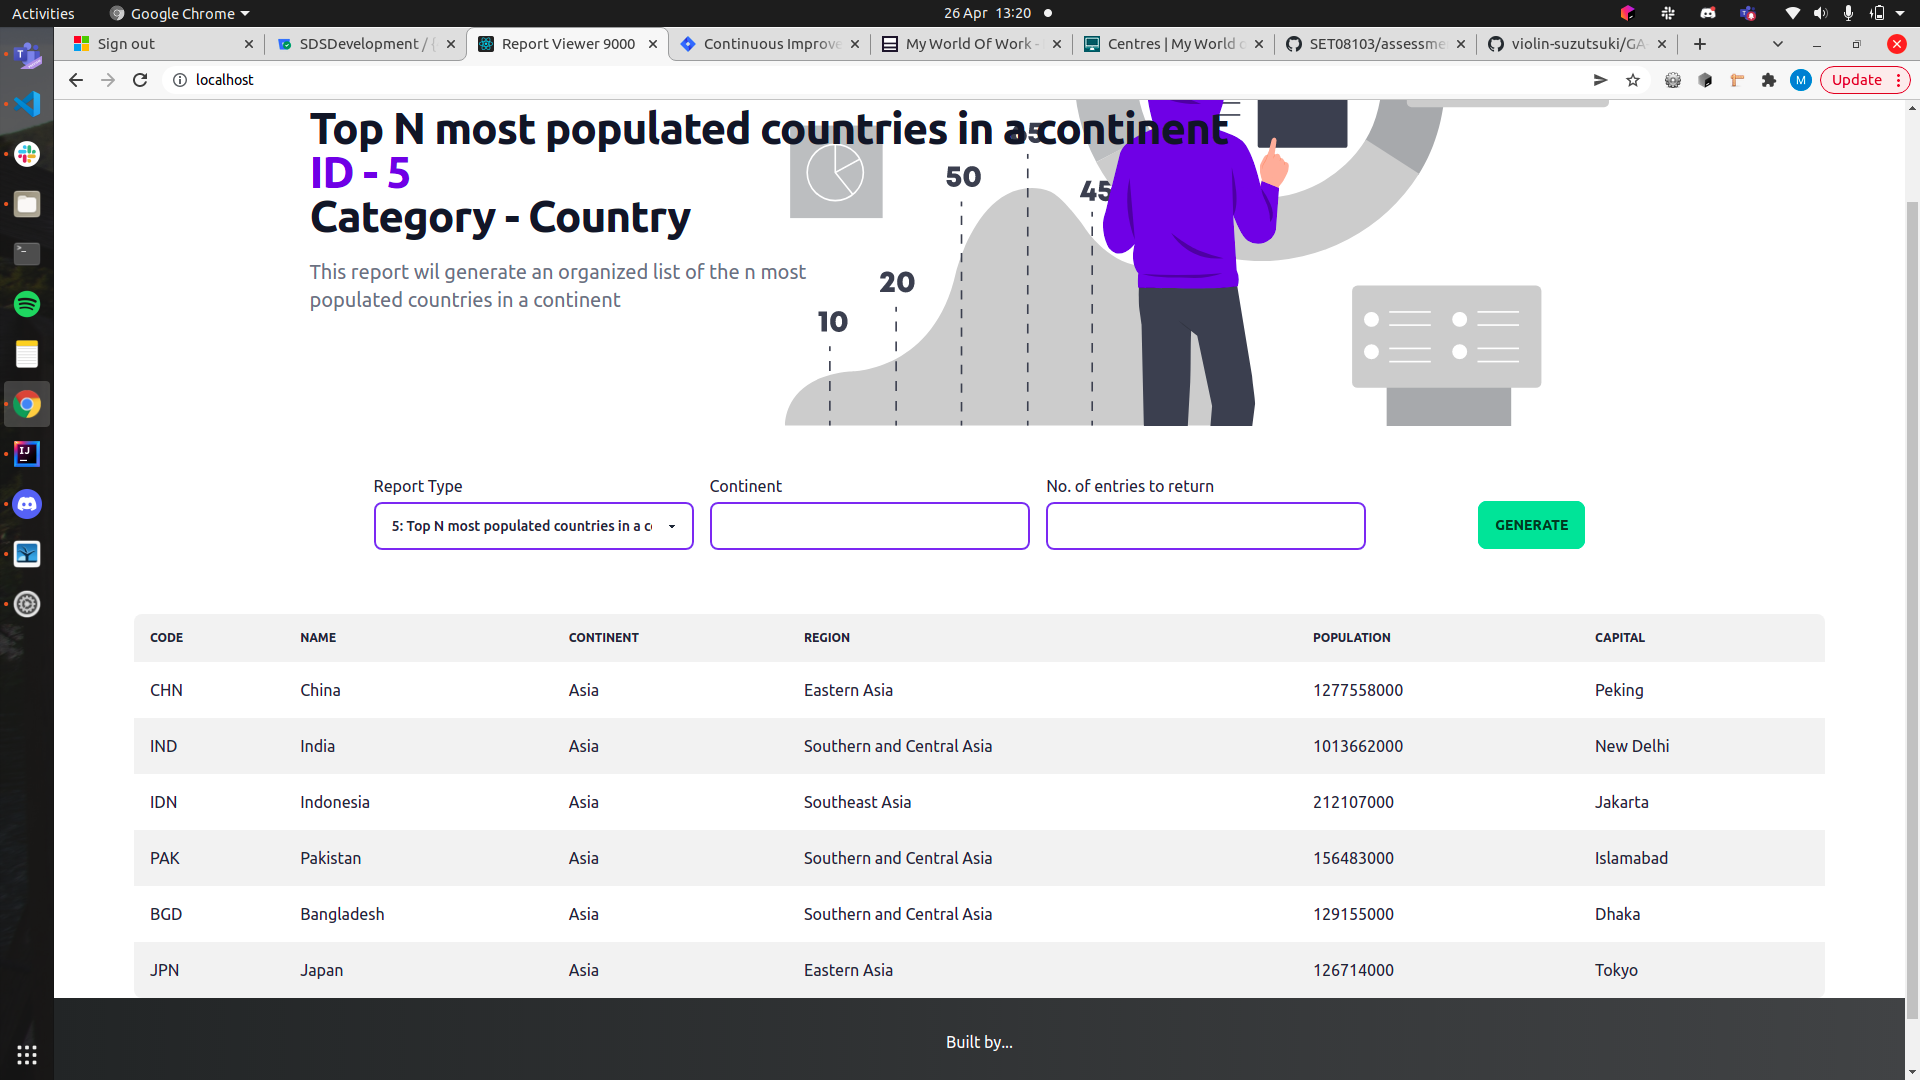 Activities
Google Chrome
26 Apr 13:20
Sign out
SDSDevelopment / (
Report Viewer 9000
Continuous Improve
My World Of Work -
Centres | My World o
SET08103/assessme
violin-suzutsuki/GA
localhost
M
Update
Top N most populated countries in a continent
ID - 5
Category - Country
This report wil generate an organized list of the n most
populated countries in a continent
10
20
50
45
Report Type
Continent
No. of entries to return
5: Top N most populated countries in a co
GENERATE
CODE NAME CONTINENT REGION POPULATION CAPITAL
CHN China Asia Eastern Asia 1277558000 Peking
IND India Asia Southern and Central Asia 1013662000 New Delhi
IDN Indonesia Asia Southeast Asia 212107000 Jakarta
PAK Pakistan Asia Southern and Central Asia 156483000 Islamabad
BGD Bangladesh Asia Southern and Central Asia 129155000 Dhaka
JPN Japan Asia Eastern Asia 126714000 Tokyo
Built by...